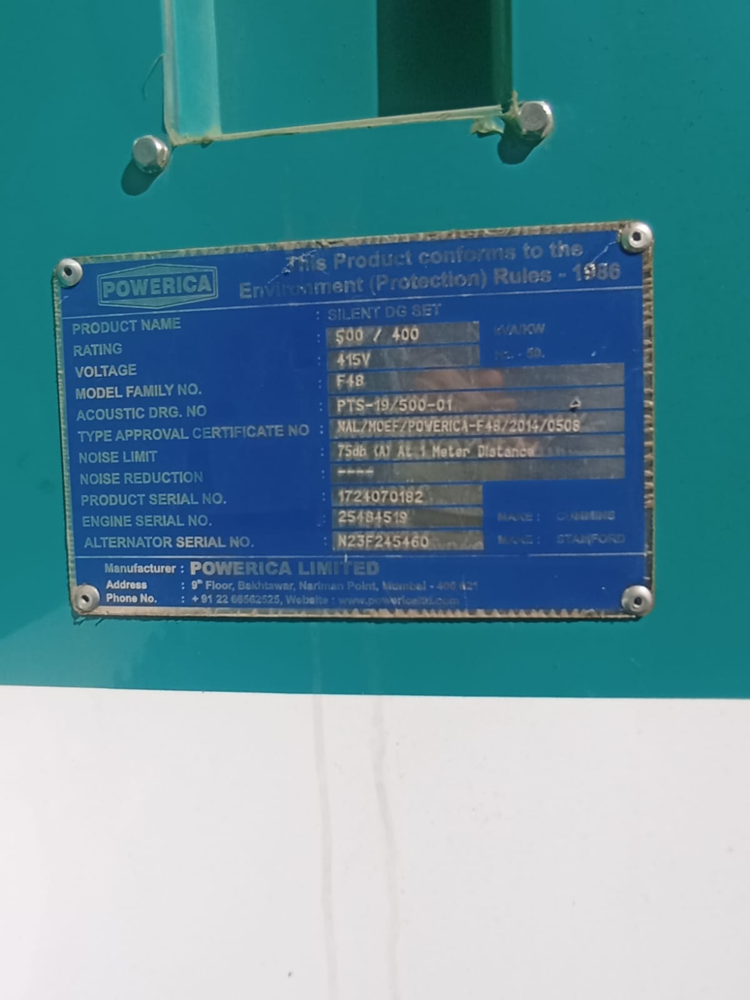 POWERICA
This Product conforms to the
Environment (Protection) Rules - 1986
PRODUCT NAME : SILENT DG SET
RATING : 500 / 400 KVA/KW
VOLTAGE : 415V Hz. - 50.
MODEL FAMILY NO. : F48
ACOUSTIC DRG. NO : PTS-19/500-01
TYPE APPROVAL CERTIFICATE NO : NAL/MOEF/POWERICA-F48/2014/0508
NOISE LIMIT : 75db (A) At 1 Meter Distance
NOISE REDUCTION : ----
PRODUCT SERIAL NO. : 1724070182
ENGINE SERIAL NO. : 25484519 MAKE : CUMMINS
ALTERNATOR SERIAL NO. : N23F245460 MAKE : STAMFORD
Manufacturer : POWERICA LIMITED
Address : 9th Floor, Bakhtawar, Nariman Point, Mumbai - 400 021
Phone No. : + 91 22 66562525, Website : www.powericaltd.com